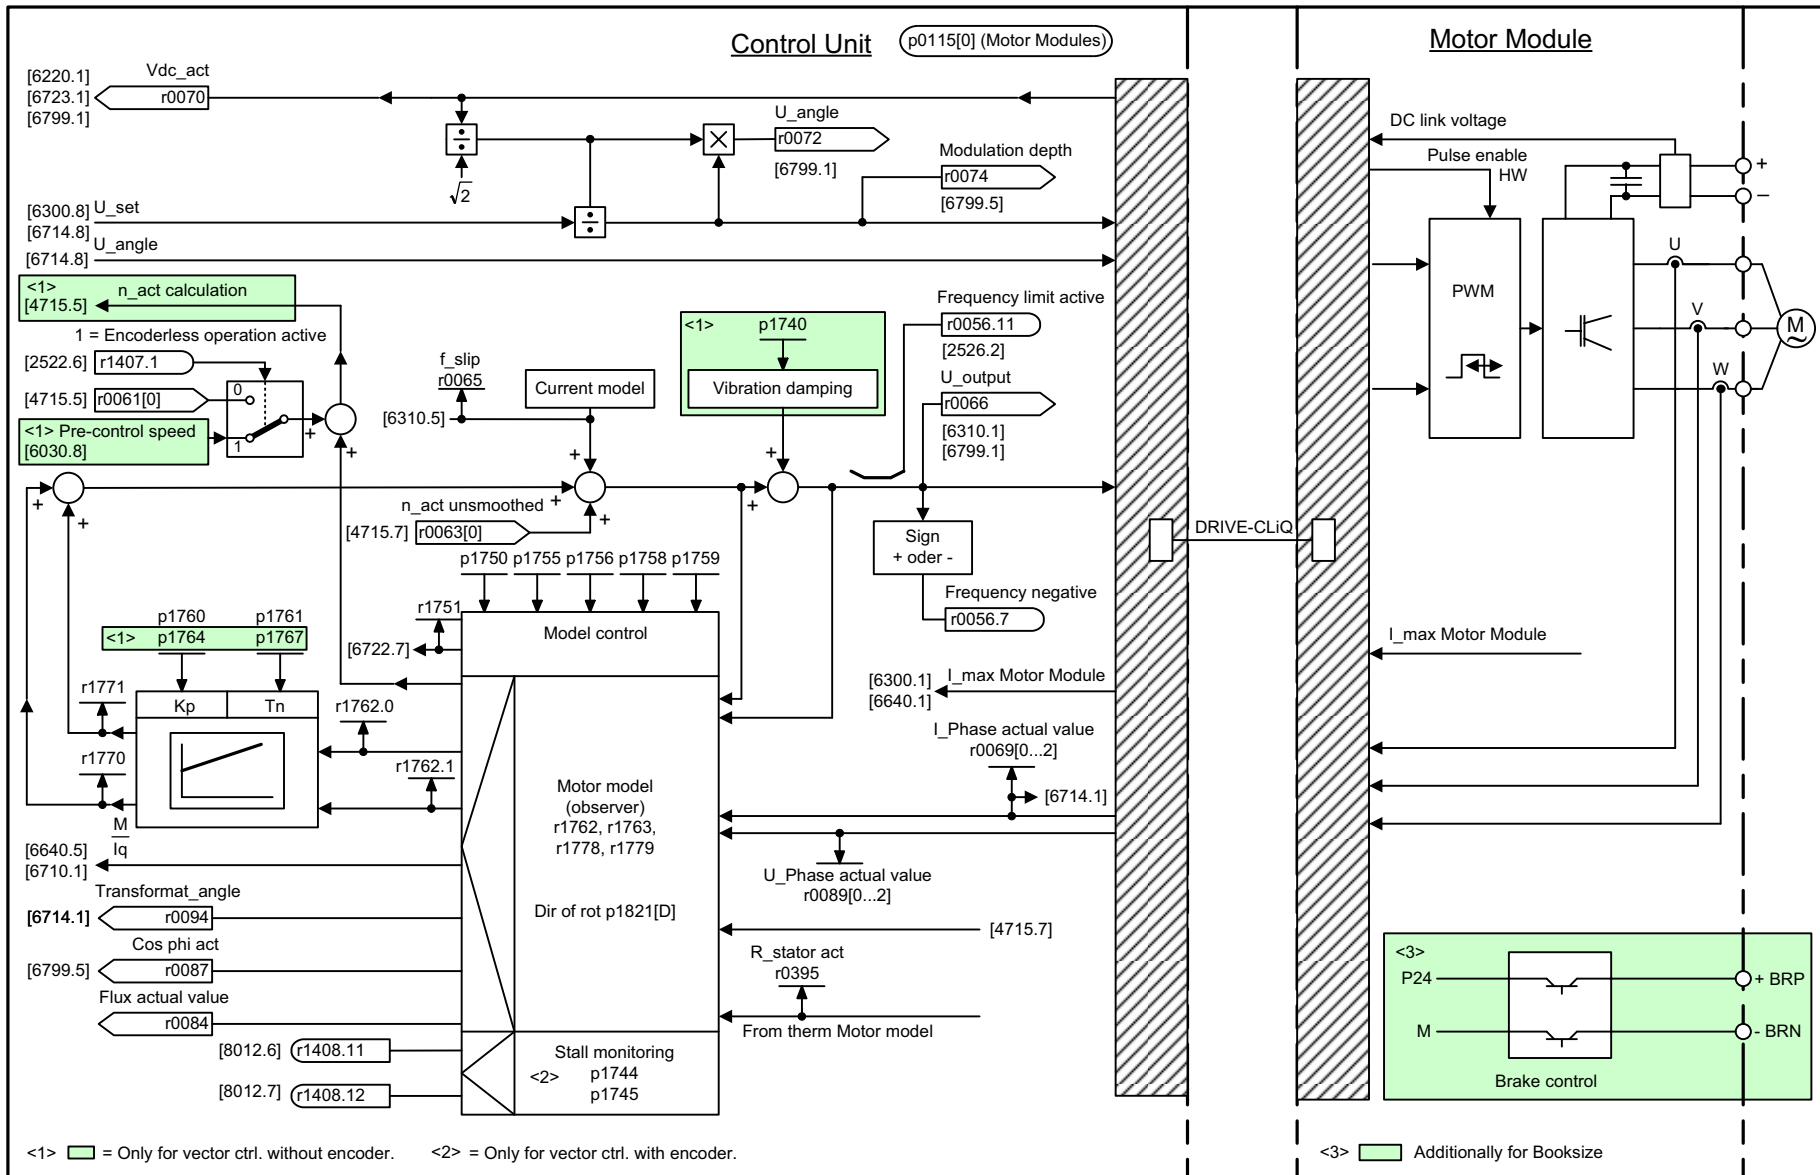 Control Unit
p0115[0] (Motor Modules)
Motor Module
[6220.1]
[6723.1]
[6799.1]
Vdc_act
r0070
÷
√2
×
U_angle
r0072
[6799.1]
Modulation depth
r0074
[6799.5]
DC link voltage
Pulse enable
HW
+
–
[6300.8]
[6714.8]
U_set
÷
[6714.8]
U_angle
<1>
n_act calculation
[4715.5]
1 = Encoderless operation active
[2522.6]
r1407.1
[4715.5]
r0061[0]
0
1
+
+
<1> Pre-control speed
[6030.8]
f_slip
r0065
Current model
[6310.5]
<1>
p1740
Vibration damping
Frequency limit active
r0056.11
[2526.2]
U_output
r0066
[6310.1]
[6799.1]
PWM
U
V
W
M
~
+
+
+
+
+
+
+
n_act unsmoothed
[4715.7]
r0063[0]
Sign
+ oder -
Frequency negative
r0056.7
DRIVE-CLiQ
p1750
p1755
p1756
p1758
p1759
r1751
[6722.7]
Model control
p1760
p1761
<1>
p1764
p1767
Kp
Tn
r1771
r1770
r1762.0
r1762.1
Motor model
(observer)
r1762, r1763,
r1778, r1779
Dir of rot p1821[D]
[6300.1]
[6640.1]
I_max Motor Module
I_max Motor Module
I_Phase actual value
r0069[0...2]
[6714.1]
U_Phase actual value
r0089[0...2]
[4715.7]
R_stator act
r0395
From therm Motor model
M
Iq
[6640.5]
[6710.1]
Transformat_angle
[6714.1]
r0094
Cos phi act
[6799.5]
r0087
Flux actual value
r0084
[8012.6]
r1408.11
[8012.7]
r1408.12
Stall monitoring
<2>
p1744
p1745
<3>
P24
M
+ BRP
- BRN
Brake control
<1>
= Only for vector ctrl. without encoder.
<2> = Only for vector ctrl. with encoder.
<3>
Additionally for Booksize